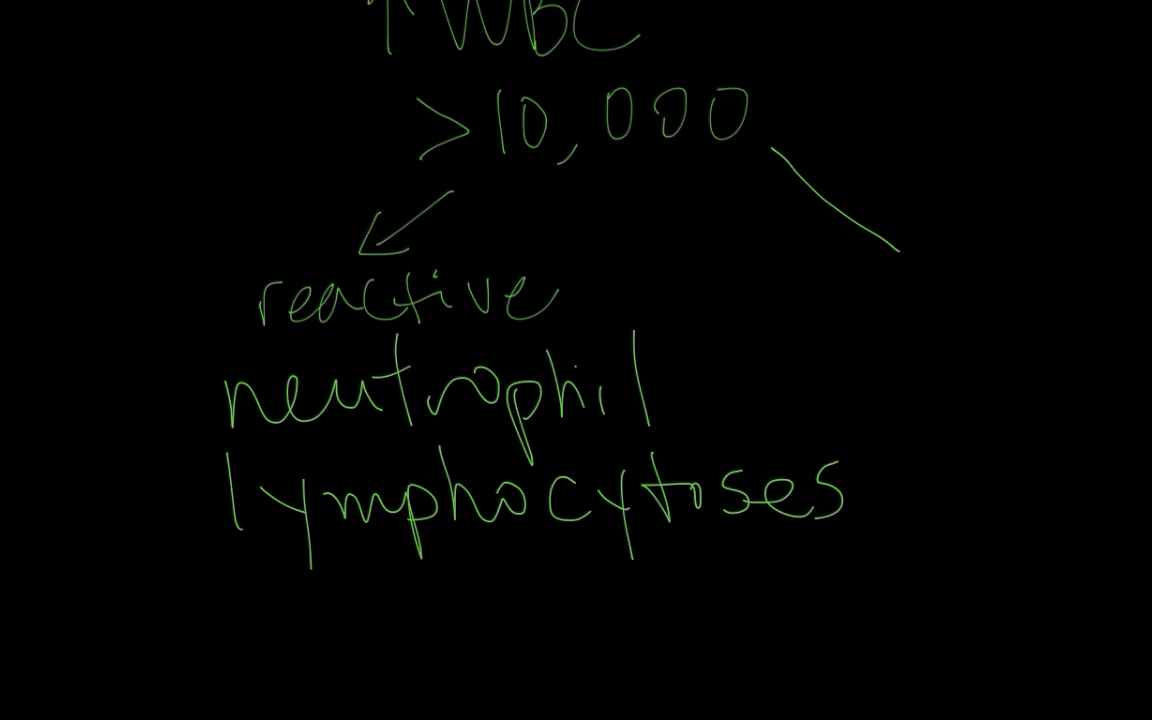 ↑ WBC
>10,000
reactive
neutrophil
lymphocytoses